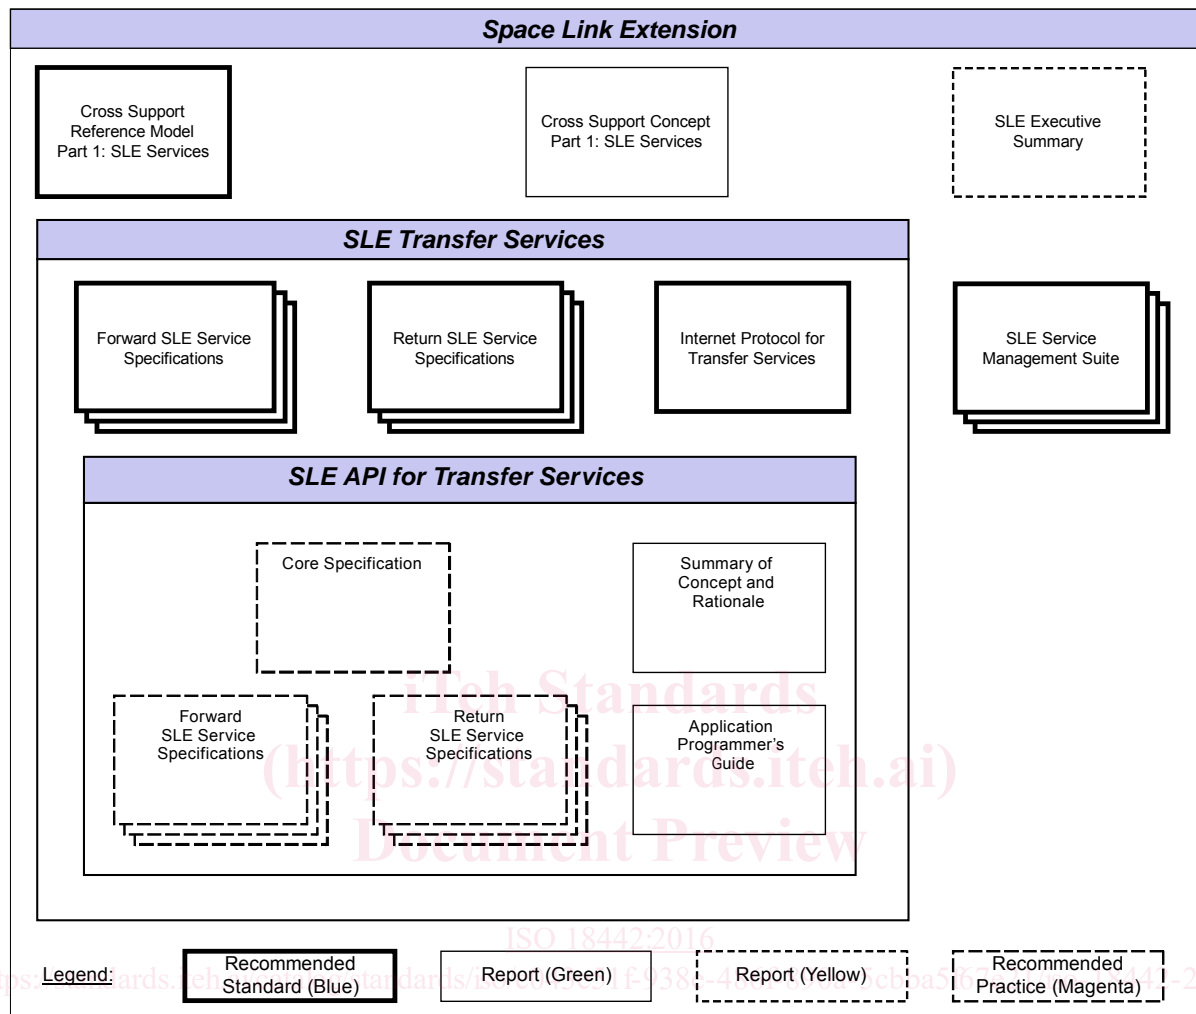 Space Link Extension
Cross Support
Reference Model
Part 1: SLE Services
Cross Support Concept
Part 1: SLE Services
SLE Executive
Summary
SLE Transfer Services
Forward SLE Service
Specifications
Return SLE Service
Specifications
Internet Protocol for
Transfer Services
SLE Service
Management Suite
SLE API for Transfer Services
Core Specification
Summary of
Concept and
Rationale
iTeh Standards
Forward
SLE Service
Specifications
Return
SLE Service
Specifications
Application
Programmer's
Guide
(https://standards.iteh.ai)
Document Preview
ISO 18442:2016
Legend:
Recommended
Standard (Blue)
Report (Green)
Report (Yellow)
Recommended
Practice (Magenta)